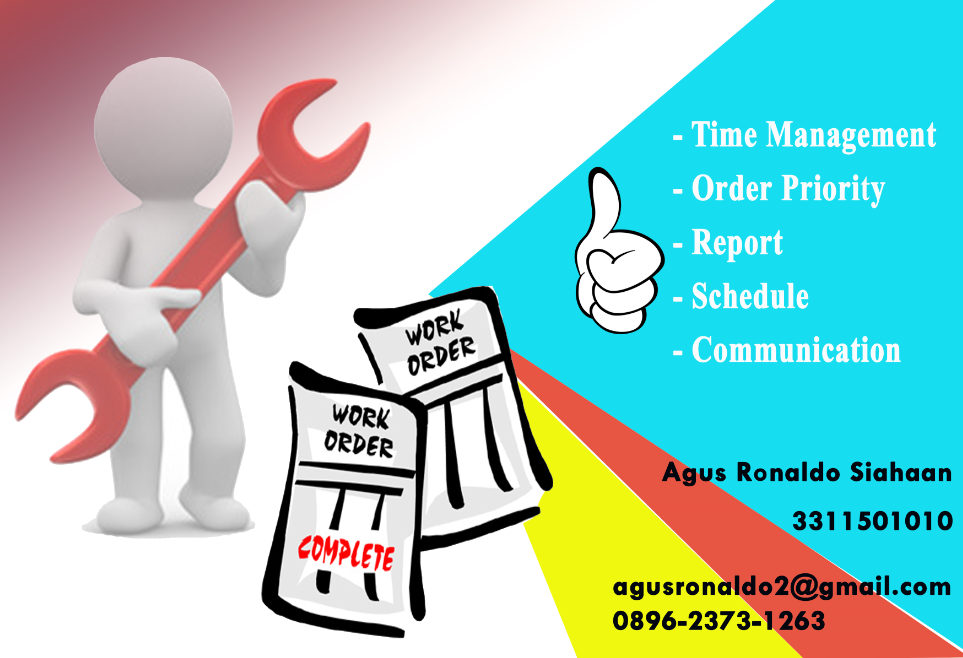 - Time Management
- Order Priority
- Report
- Schedule
- Communication
WORK
ORDER
WORK
ORDER
COMPLETE
Agus Ronaldo Siahaan
3311501010
agusronaldo2@gmail.com
0896-2373-1263